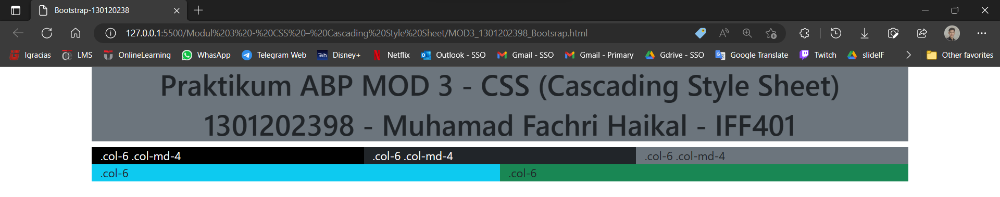 Bootstrap-130120238
127.0.0.1:5500/Modul%203%20-%20CSS%20–%20Cascading%20Style%20Sheet/MOD3_1301202398_Bootsrap.html
Igracias LMS OnlineLearning WhasApp Telegram Web Disney+ Netflix Outlook - SSO Gmail - SSO Gmail - Primary Gdrive - SSO Google Translate Twitch slideIF Other favorites
Praktikum ABP MOD 3 - CSS (Cascading Style Sheet)
1301202398 - Muhamad Fachri Haikal - IFF401
.col-6 .col-md-4 .col-6 .col-md-4 .col-6 .col-md-4
.col-6 .col-6